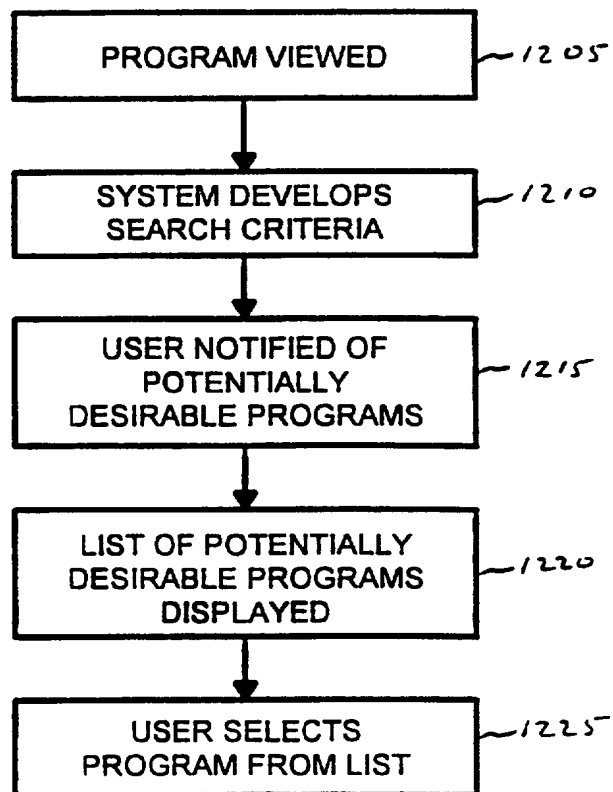 PROGRAM VIEWED
1205
SYSTEM DEVELOPS
SEARCH CRITERIA
1210
USER NOTIFIED OF
POTENTIALLY
DESIRABLE PROGRAMS
1215
LIST OF POTENTIALLY
DESIRABLE PROGRAMS
DISPLAYED
1220
USER SELECTS
PROGRAM FROM LIST
1225